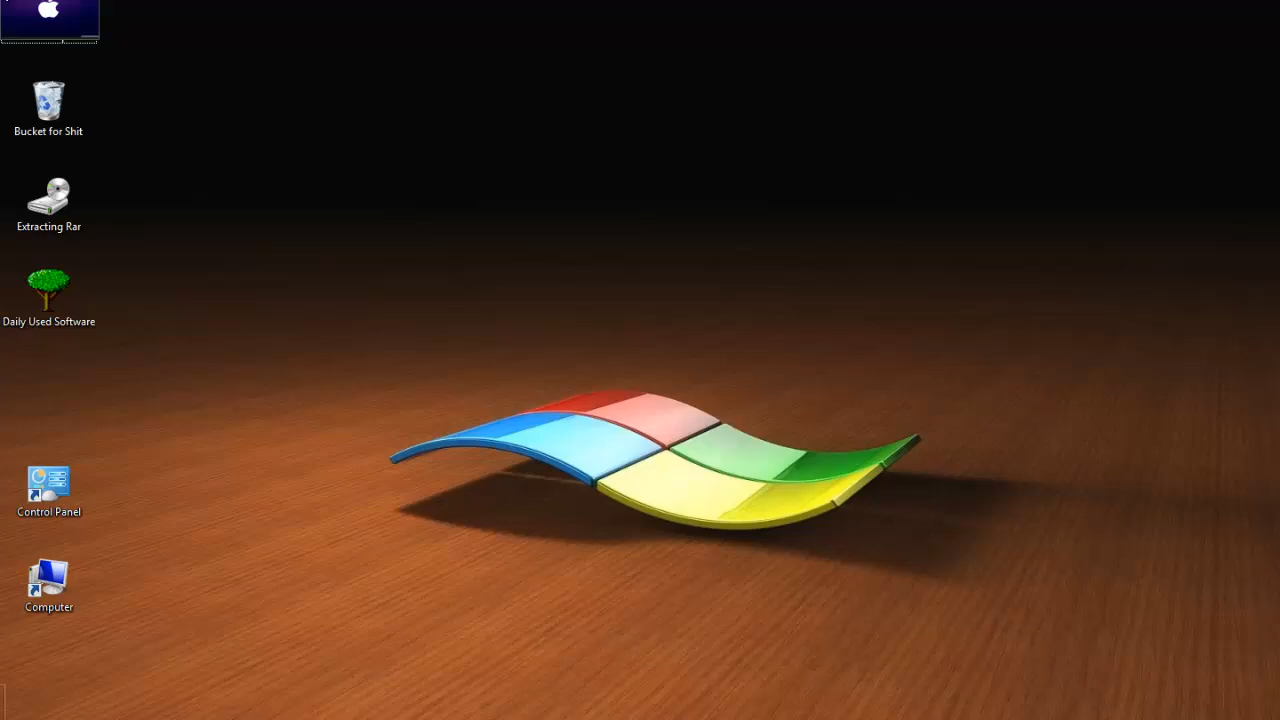 Bucket for Shit
Extracting Rar
Daily Used Software
Control Panel
Computer